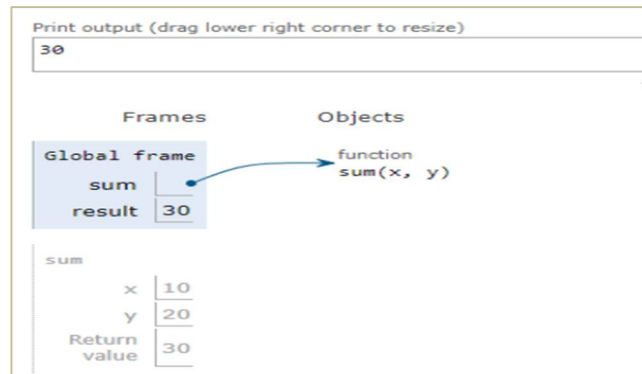 Print output (drag lower right corner to resize)
30
Frames Objects
Global frame
function
sum
sum(x, y)
result 30
sum
x 10
y 20
Return
value 30